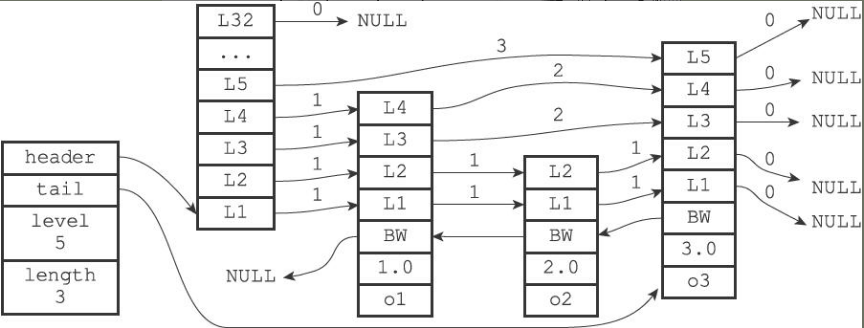 header
tail
level
5
length
3
L32
...
L5
L4
L3
L2
L1
0
NULL
3
1
1
1
1
L4
L3
L2
L1
BW
1.0
o1
NULL
2
2
1
1
L2
L1
BW
2.0
o2
1
1
L5
L4
L3
L2
L1
BW
3.0
o3
0
NULL
0
NULL
0
NULL
0
NULL
0
NULL